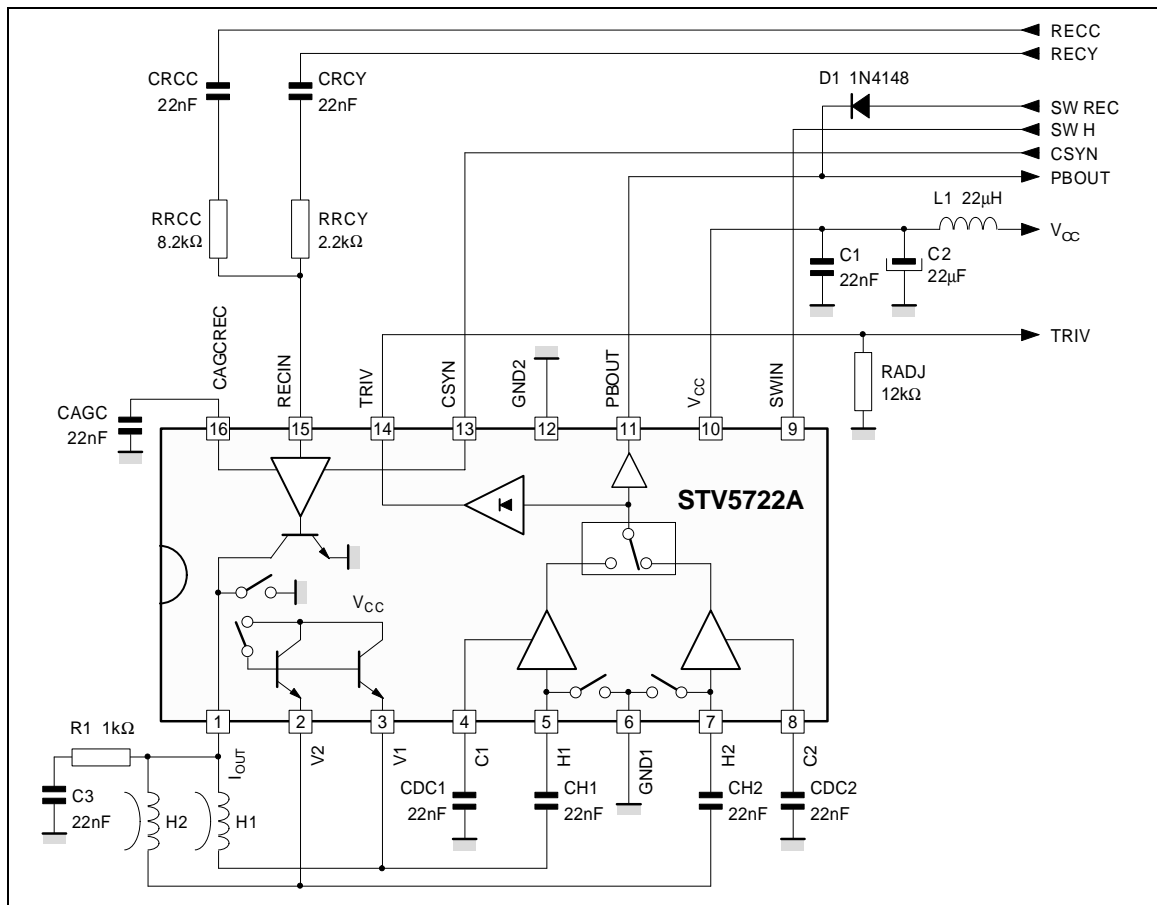 RECC
RECY
CRCC
22nF
CRCY
22nF
D1 1N4148
SW REC
SW H
CSYN
PBOUT
L1 22µH
VCC
RRCC
8.2kΩ
RRCY
2.2kΩ
C1
22nF
C2
22µF
TRIV
RADJ
12kΩ
CAGCREC
RECIN
TRIV
CSYN
GND2
PBOUT
VCC
SWIN
CAGC
22nF
16
15
14
13
12
11
10
9
STV5722A
VCC
1
2
3
4
5
6
7
8
R1 1kΩ
IOUT
V2
V1
C1
H1
GND1
H2
C2
C3
22nF
H2
H1
CDC1
22nF
CH1
22nF
CH2
22nF
CDC2
22nF